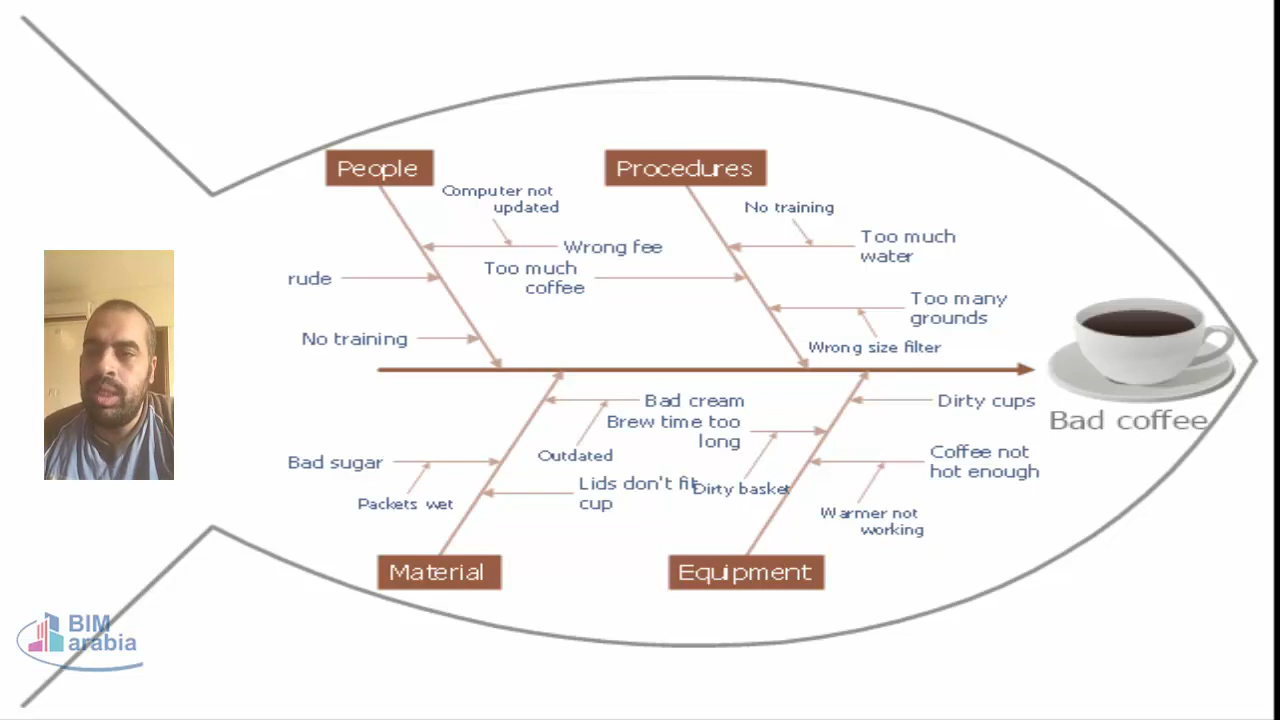 People
Procedures
Computer not
updated
No training
Wrong fee
Too much
water
rude
Too much
coffee
Too many
grounds
No training
Wrong size filter
Bad coffee
Bad cream
Dirty cups
Brew time too
long
Outdated
Bad sugar
Coffee not
hot enough
Packets wet
Lids don't fit
cup
Dirty basket
Warmer not
working
Material
Equipment
BIM
arabia